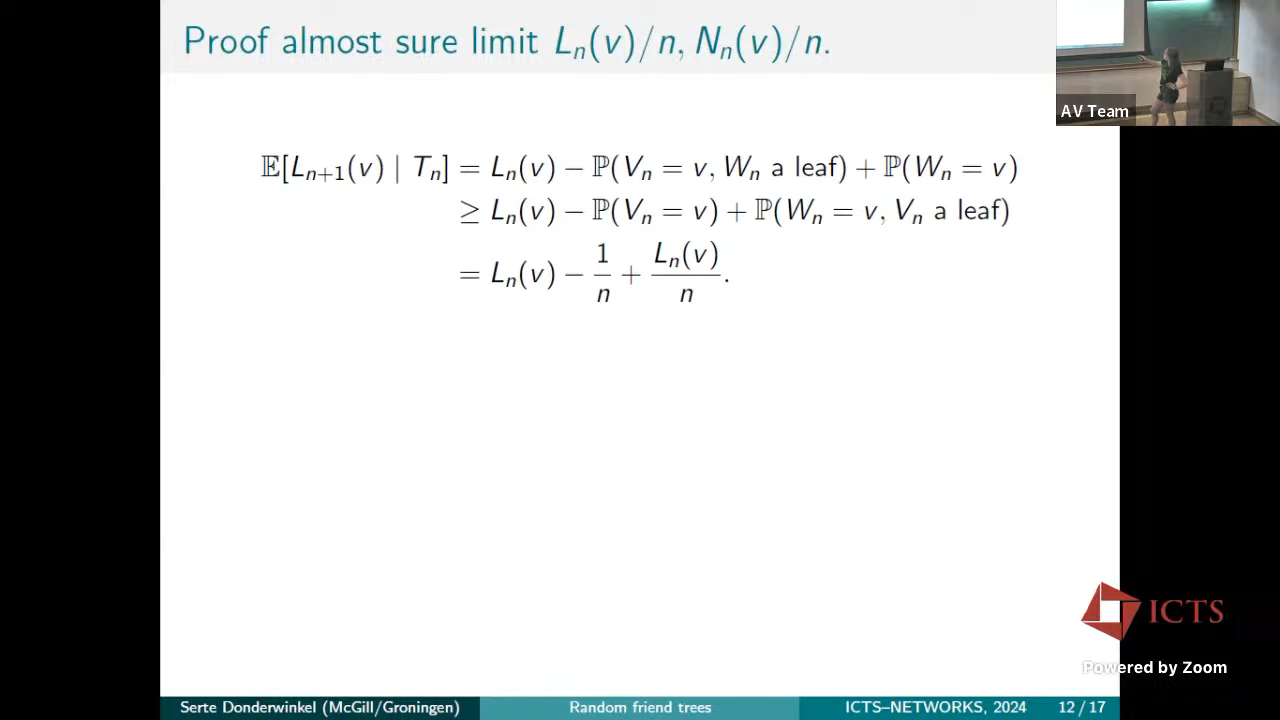 Proof almost sure limit Lₙ(v)/n, Nₙ(v)/n.
AV Team
𝔼[Lₙ₊₁(v) | Tₙ] = Lₙ(v) − ℙ(Vₙ = v, Wₙ a leaf) + ℙ(Wₙ = v)
≥ Lₙ(v) − ℙ(Vₙ = v) + ℙ(Wₙ = v, Vₙ a leaf)
= Lₙ(v) − 1/n + Lₙ(v)/n.
ICTS
Powered by Zoom
Serte Donderwinkel (McGill/Groningen) Random friend trees ICTS–NETWORKS, 2024 12 / 17